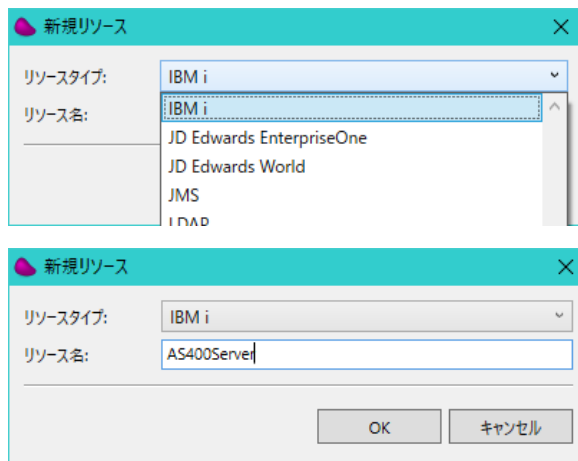 新規リソース
リソースタイプ: IBM i
リソース名: IBM i
JD Edwards EnterpriseOne
JD Edwards World
JMS
LDAP
新規リソース
リソースタイプ: IBM i
リソース名: AS400Server
OK キャンセル